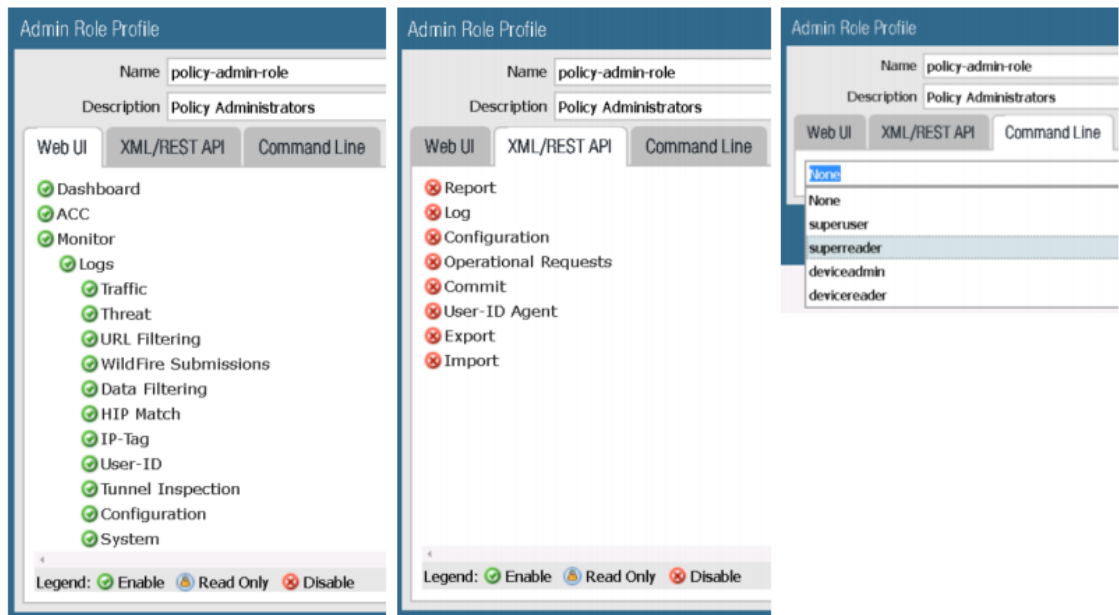 Admin Role Profile
Name policy-admin-role
Description Policy Administrators
Web UI XML/REST API Command Line
Dashboard
ACC
Monitor
Logs
Traffic
Threat
URL Filtering
WildFire Submissions
Data Filtering
HIP Match
IP-Tag
User-ID
Tunnel Inspection
Configuration
System
Legend: Enable Read Only Disable
Admin Role Profile
Name policy-admin-role
Description Policy Administrators
Web UI XML/REST API Command Line
Report
Log
Configuration
Operational Requests
Commit
User-ID Agent
Export
Import
Legend: Enable Read Only Disable
Admin Role Profile
Name policy-admin-role
Description Policy Administrators
Web UI XML/REST API Command Line
None
None
superuser
superreader
deviceadmin
devicereader